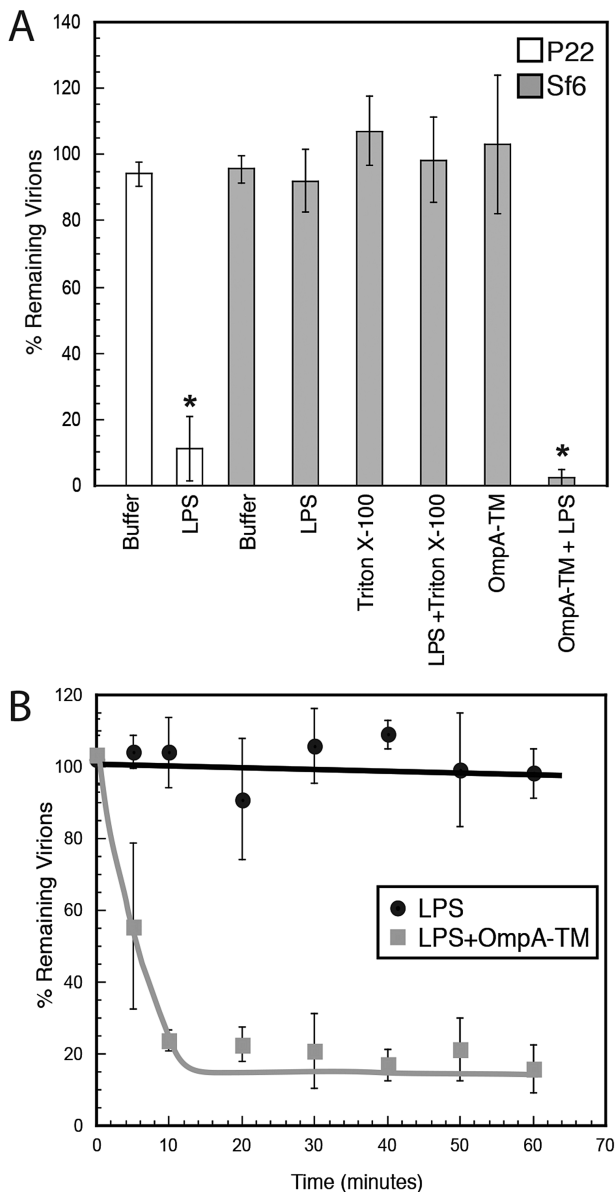 A
140
P22
Sf6
120
100
80
60
40
20
0
% Remaining Virions
*
*
Buffer
LPS
Buffer
LPS
Triton X-100
LPS +Triton X-100
OmpA-TM
OmpA-TM + LPS
B
120
100
80
60
40
20
0
% Remaining Virions
LPS
LPS+OmpA-TM
0 10 20 30 40 50 60 70
Time (minutes)